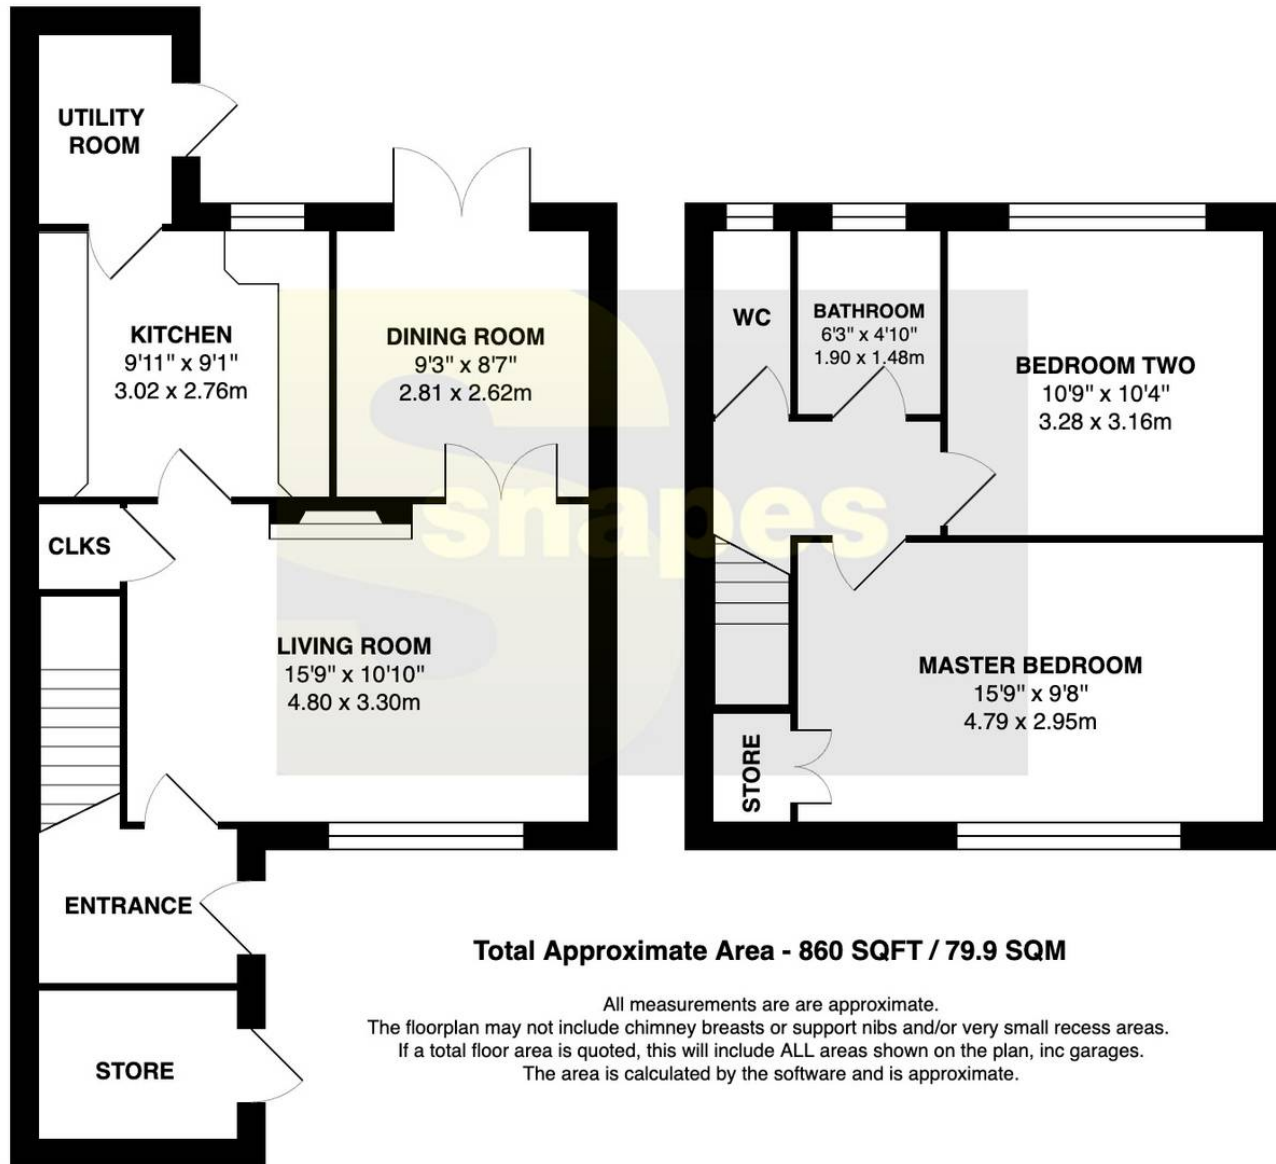 UTILITY
ROOM
KITCHEN
9'11" x 9'1"
3.02 x 2.76m
DINING ROOM
9'3" x 8'7"
2.81 x 2.62m
CLKS
LIVING ROOM
15'9" x 10'10"
4.80 x 3.30m
ENTRANCE
STORE
WC
BATHROOM
6'3" x 4'10"
1.90 x 1.48m
BEDROOM TWO
10'9" x 10'4"
3.28 x 3.16m
MASTER BEDROOM
15'9" x 9'8"
4.79 x 2.95m
STORE
snapes
Total Approximate Area - 860 SQFT / 79.9 SQM
All measurements are are approximate.
The floorplan may not include chimney breasts or support nibs and/or very small recess areas.
If a total floor area is quoted, this will include ALL areas shown on the plan, inc garages.
The area is calculated by the software and is approximate.